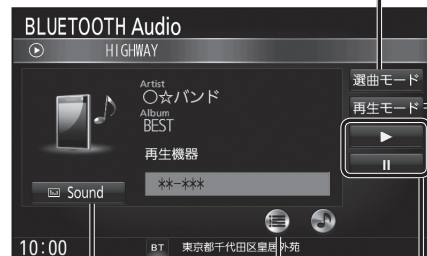 BLUETOOTH Audio
HIGHWAY
選曲モード
再生モード
Artist
○☆バンド
Album
BEST
再生機器
**-***
Sound
10:00
BT 東京都千代田区皇居外苑